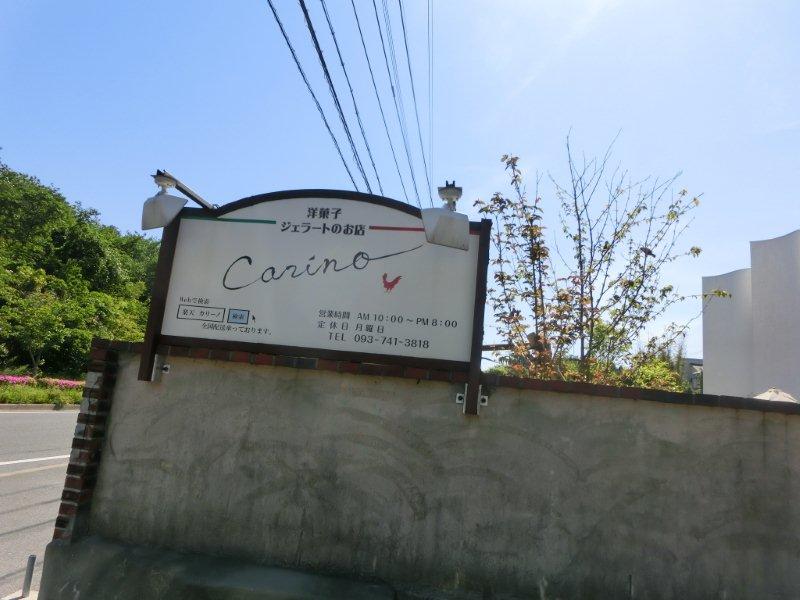 洋菓子
ジェラートのお店
Carino
Webで検索
楽天 カリーノ 検索
全国配送承っております。
営業時間 AM 10:00~PM 8:00
定休日 月曜日
TEL 093-741-3818